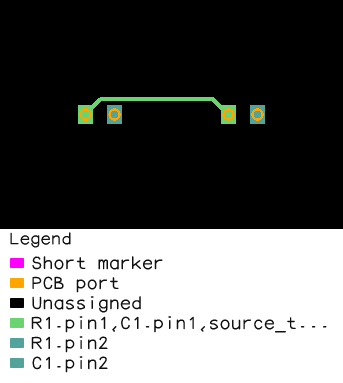 Legend
Short marker
PCB port
Unassigned
R1.pin1,C1.pin1,source_t...
R1.pin2
C1.pin2